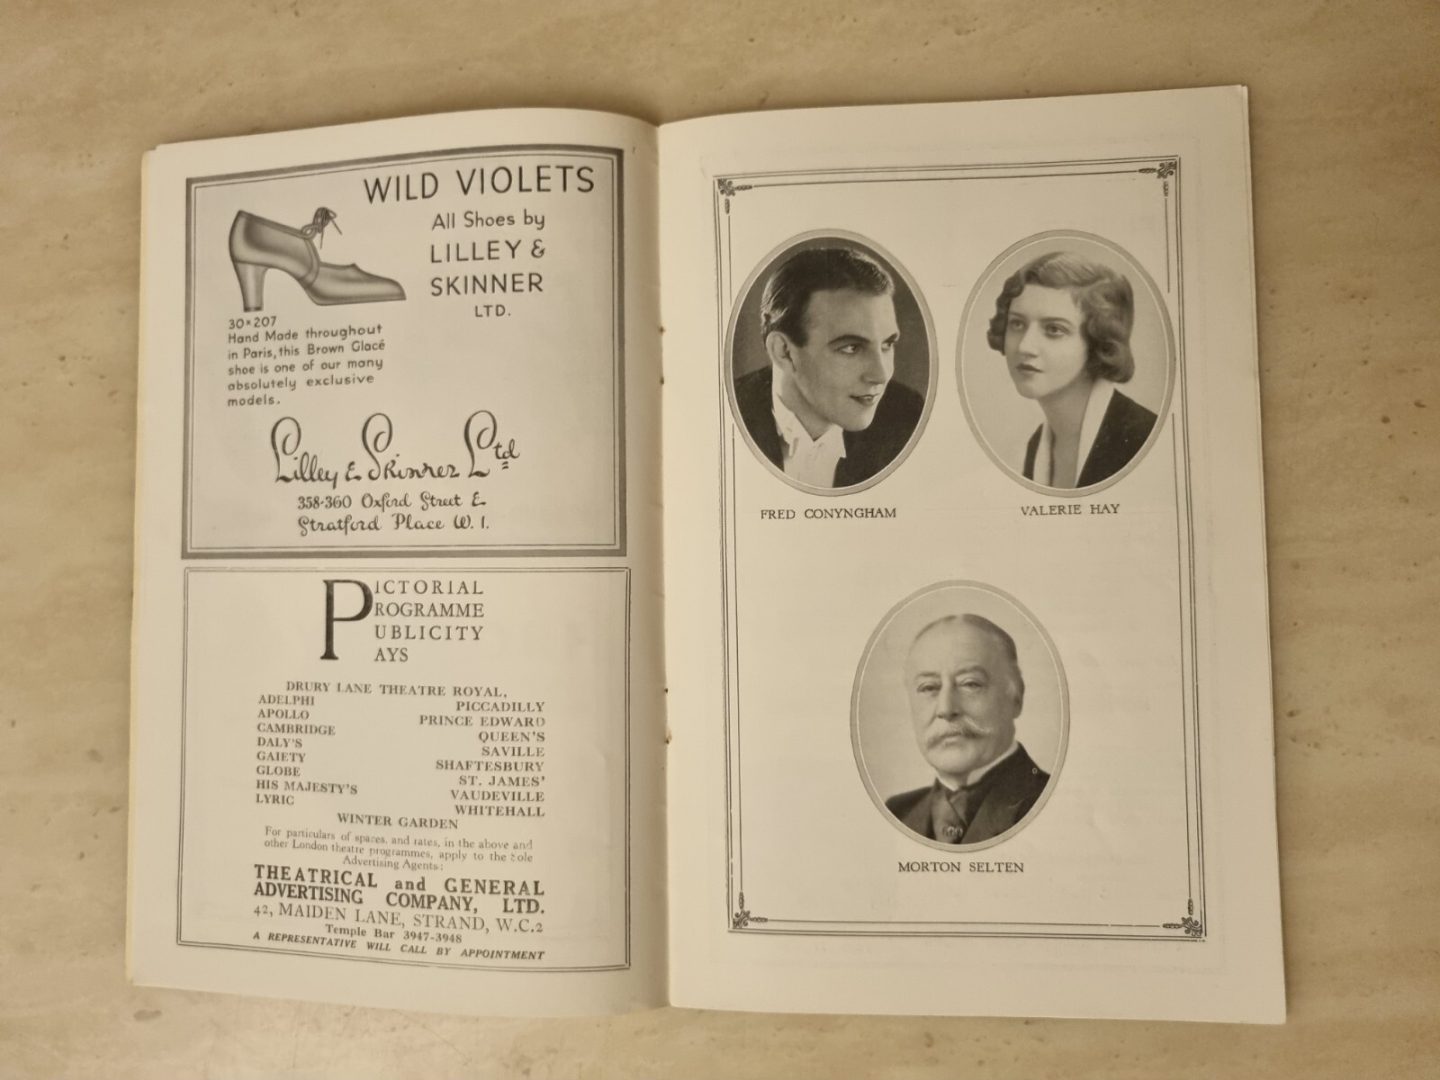 WILD VIOLETS
All Shoes by
LILLEY &
SKINNER
LTD.
30×207
Hand Made throughout
in Paris, this Brown Glacé
shoe is one of our many
absolutely exclusive
models.
Lilley & Skinner Ltd
358-360 Oxford Street &
Stratford Place W. 1.
PICTORIAL
PROGRAMME
PUBLICITY
PAYS
DRURY LANE THEATRE ROYAL,
ADELPHI
APOLLO
CAMBRIDGE
DALY'S
GAIETY
GLOBE
HIS MAJESTY'S
LYRIC
PICCADILLY
PRINCE EDWARD
QUEEN'S
SAVILLE
SHAFTESBURY
ST. JAMES'
VAUDEVILLE
WHITEHALL
WINTER GARDEN
For particulars of spaces, and rates, in the above and
other London theatre programmes, apply to the Sole
Advertising Agents:
THEATRICAL and GENERAL
ADVERTISING COMPANY, LTD.
42, MAIDEN LANE, STRAND, W.C.2
Temple Bar 3947-3948
A REPRESENTATIVE WILL CALL BY APPOINTMENT
FRED CONYNGHAM
VALERIE HAY
MORTON SELTEN